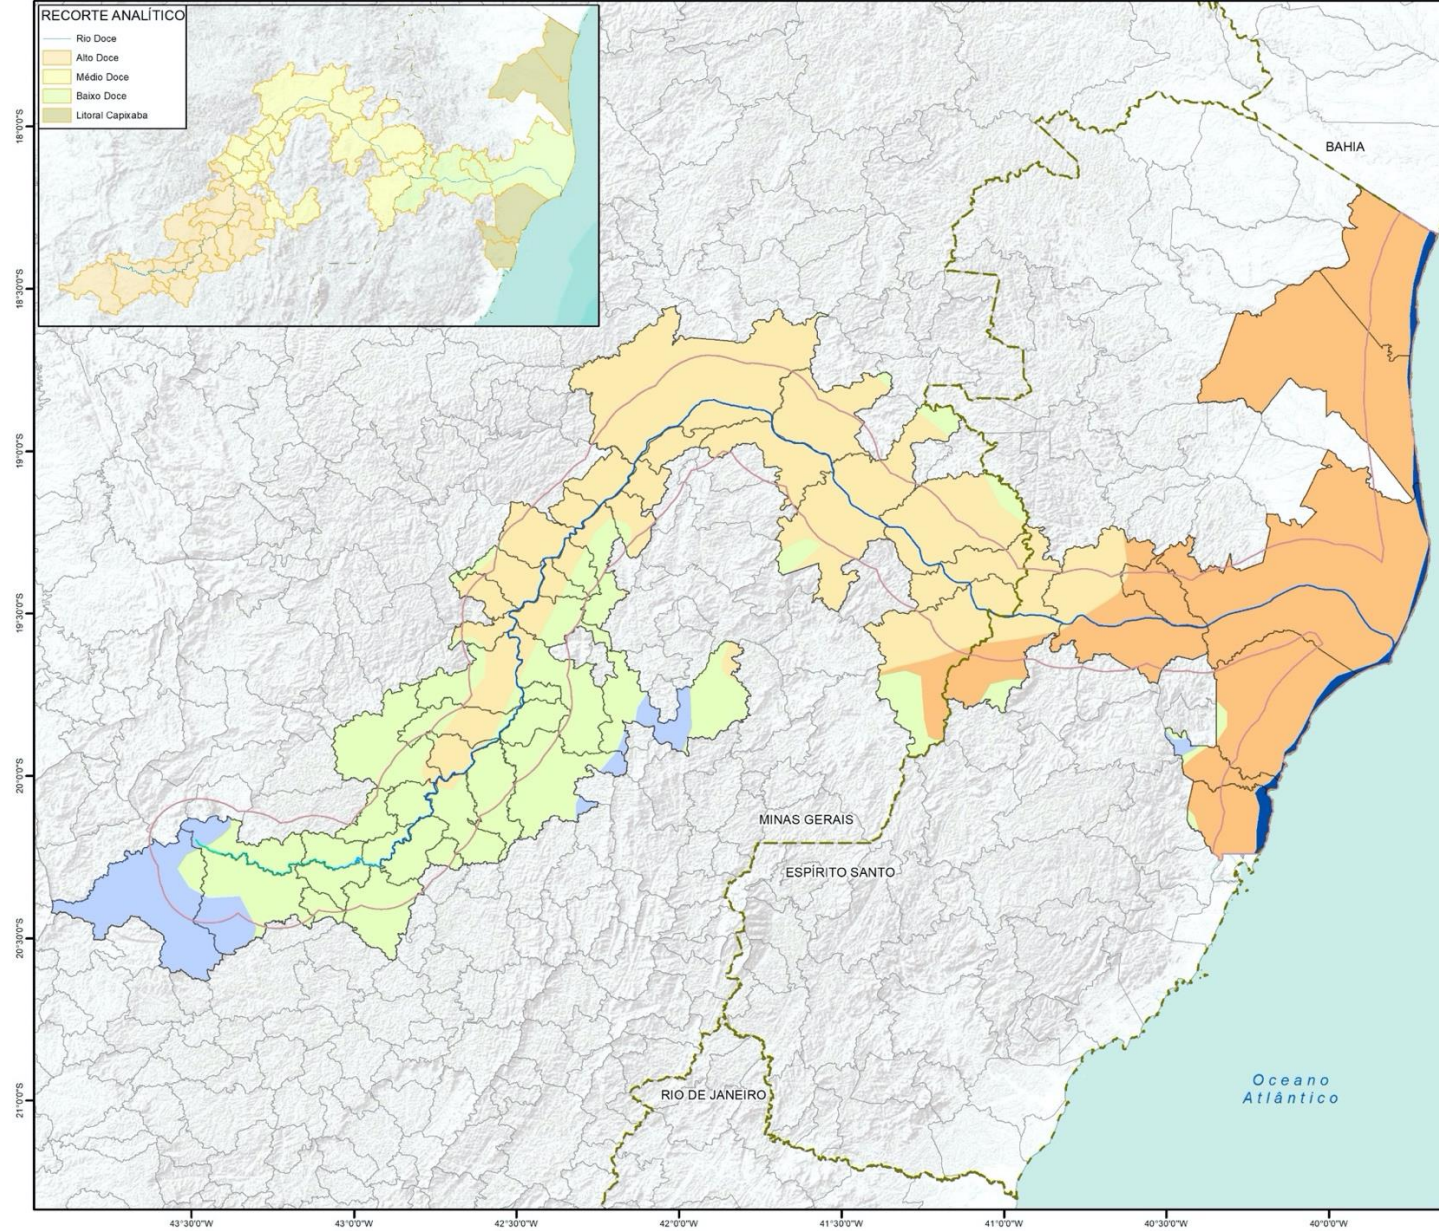 RECORTE ANALÍTICO
Rio Doce
Alto Doce
Médio Doce
Baixo Doce
Litoral Capixaba
18°0'0"S
BAHIA
18°30'0"S
19°0'0"S
19°30'0"S
20°0'0"S
MINAS GERAIS
ESPÍRITO SANTO
20°30'0"S
RIO DE JANEIRO
Oceano
Atlântico
21°0'0"S
43°30'0"W
43°0'0"W
42°30'0"W
42°0'0"W
41°30'0"W
41°0'0"W
40°30'0"W
40°0'0"W